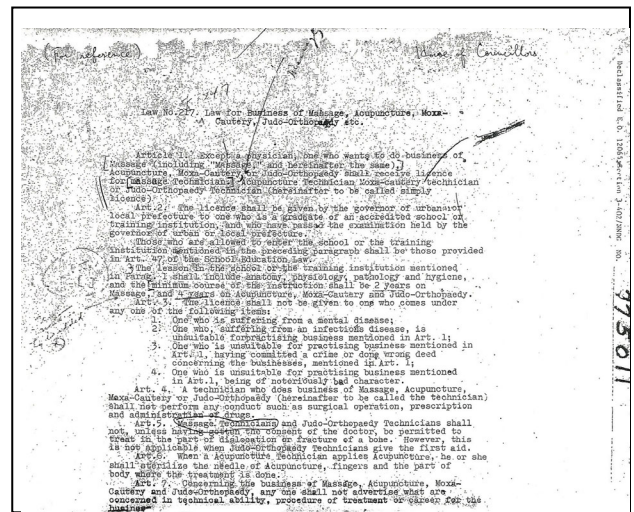 (For reference)
House of Councillors
Law No.217. Law for Business of Massage, Acupuncture, Moxa-
Cautery, Judo-Orthopaedy etc.
Article 1. Except a physician, one who wants to do business of
Massage (including "Massage," and hereinafter the same),
Acupuncture, Moxa-Cautery or Judo-Orthopaedy shall receive licence
for massage Technician, Acupuncture Technician Moxa-cautery technician
or Judo-Orthopaedy Technician (hereinafter to be called simply
licence).
Art.2. The licence shall be given by the governor of urban or
local prefecture to one who is a graduate of an accredited school or
training institution, and who have passed the examination held by the
governor of urban or local prefecture.
Those who are allowed to enter the school or the training
institution mentioned in the preceding paragraph shall be those provided
in Art. 47 of the School Education Law.
3 The lesson in the school or the training institution mentioned
in Parag. 1 shall include anatomy, physiology, pathology and hygiene,
and the minimum course of the instruction shall be 2 years on
Massage, and 4 years on Acupuncture, Moxa-Cautery and Judo-Orthopaedy.
Art. 3. The licence shall not be given to one who comes under
any one of the following items:
1. One who is suffering from a mental disease;
2. One who, suffering from an infectious disease, is
unsuitable forpractising business mentioned in Art. 1;
3. One who is unsuitable for practising business mentioned in
Art. 1, having committed a crime or done wrong deed
concerning the businesses, mentioned in Art. 1;
4. One who is unsuitable for practising business mentioned
in Art.1, being of notoriously bad character.
Art. 4. A technician who does business of Massage, Acupuncture,
Moxa-Cautery or Judo-Orthopaedy (hereinafter to be called the technician)
shall not perform any conduct such as surgical operation, prescription
and administration of drugs.
Art.5. Massage Technicians and Judo-Orthopaedy Technicians shall
not, unless having gotten the consent of the doctor, be permitted to
treat in the part of dislocation or fracture of a bone. However, this
is not applicable when Judo-Orthopaedy Technicians give the first aid.
Art.6. When a Acupuncture Technician applies Acupuncture, he or she
shall sterilize the needle of Acupuncture, fingers and the part of
body where the treatment is done.
Art. 7. Concerning the business of Massage, Acupuncture, Moxa-
Cautery and Judo-Orthopaedy, any one shall not advertise what are
concerned in technical ability, procedure of treatment or career for the
busines
Declassified E.O. 12065 Section 3-402/NNDG NO. 775011